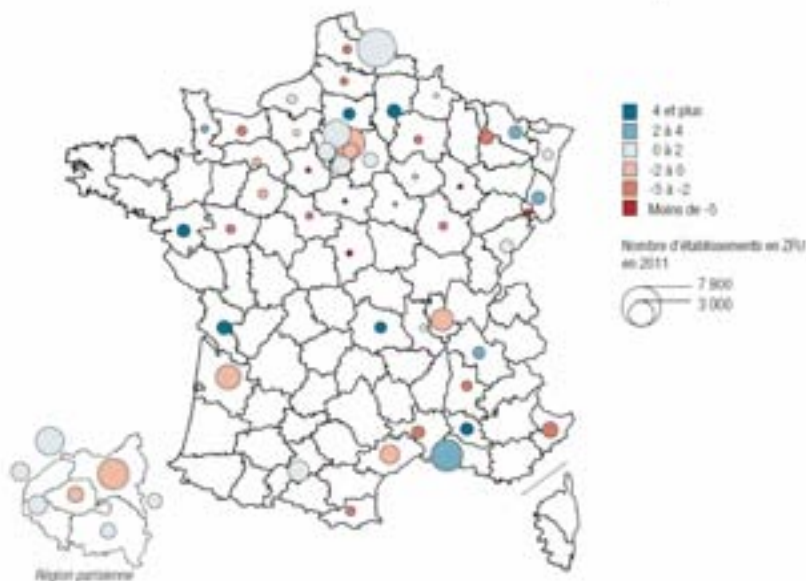 4 et plus
2 à 4
0 à 2
-2 à 0
-5 à -2
Moins de -5
Nombre d'établissements en ZFU
en 2011
7 900
3 000
Région parisienne